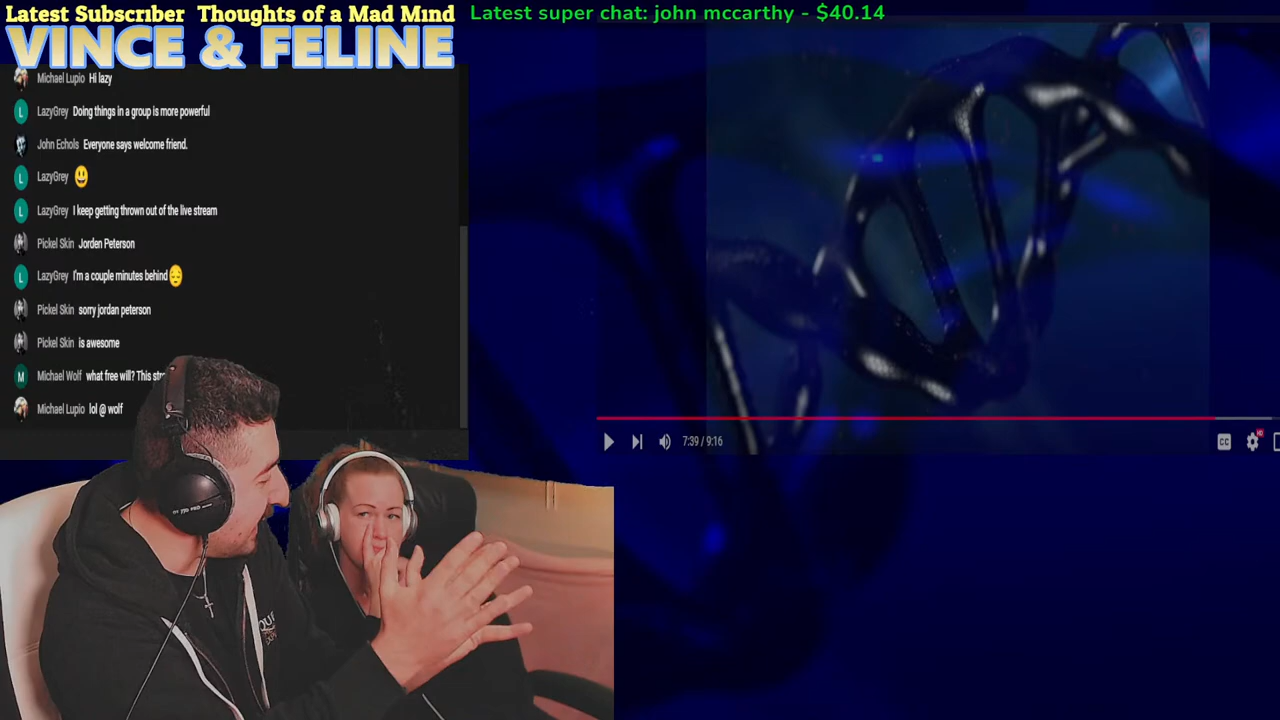 Latest Subscriber Thoughts of a Mad Mind
Latest super chat: john mccarthy - $40.14
VINCE & FELINE
Michael Lupio Hi lazy
LazyGrey Doing things in a group is more powerful
John Echols Everyone says welcome friend.
LazyGrey 😃
LazyGrey I keep getting thrown out of the live stream
Pickel Skin Jorden Peterson
LazyGrey I'm a couple minutes behind😔
Pickel Skin sorry jordan peterson
Pickel Skin is awesome
Michael Wolf what free will? This
Michael Lupio lol @ wolf
7:39 / 9:16
CC
HD